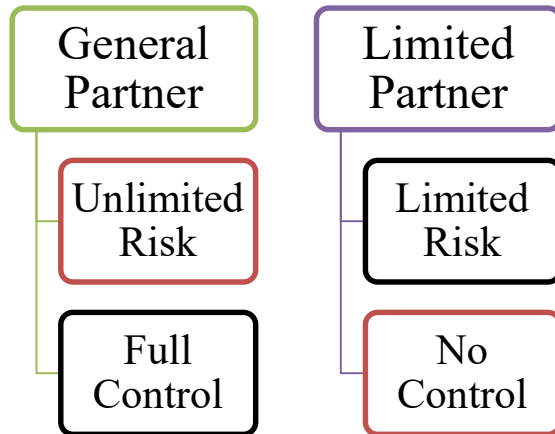 General
Partner
Unlimited
Risk
Full
Control
Limited
Partner
Limited
Risk
No
Control